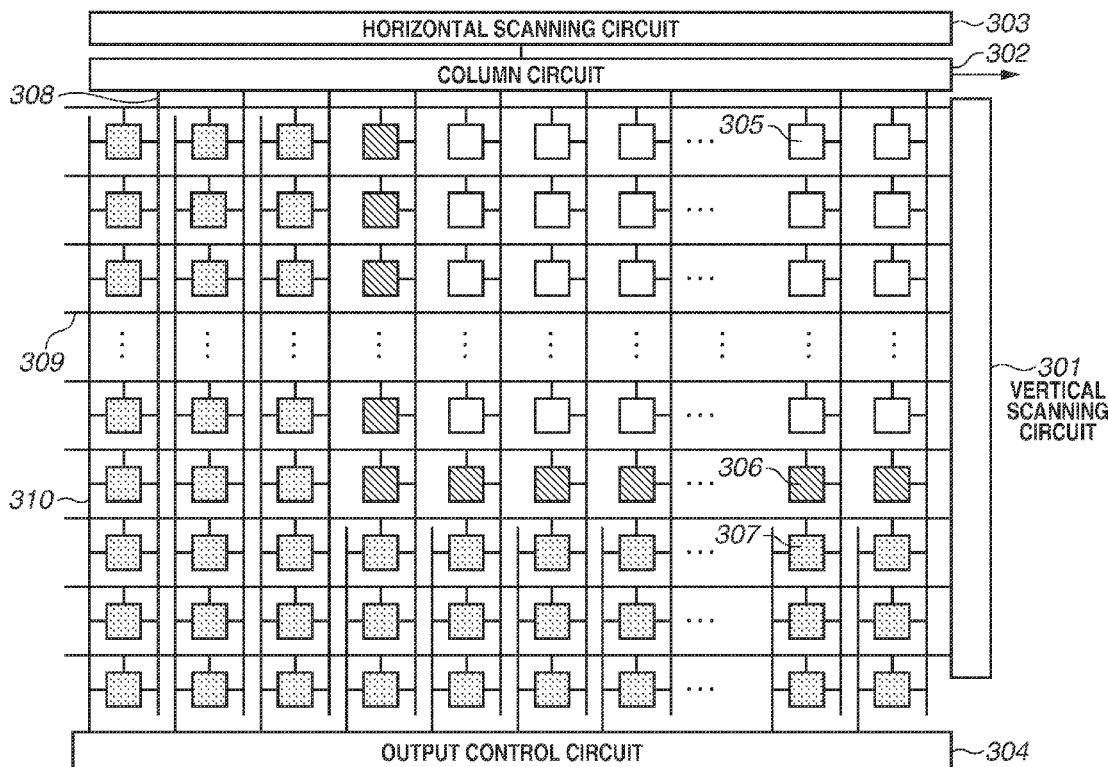 HORIZONTAL SCANNING CIRCUIT
303
COLUMN CIRCUIT
302
308
305
309
301
VERTICAL
SCANNING
CIRCUIT
306
310
307
OUTPUT CONTROL CIRCUIT
304